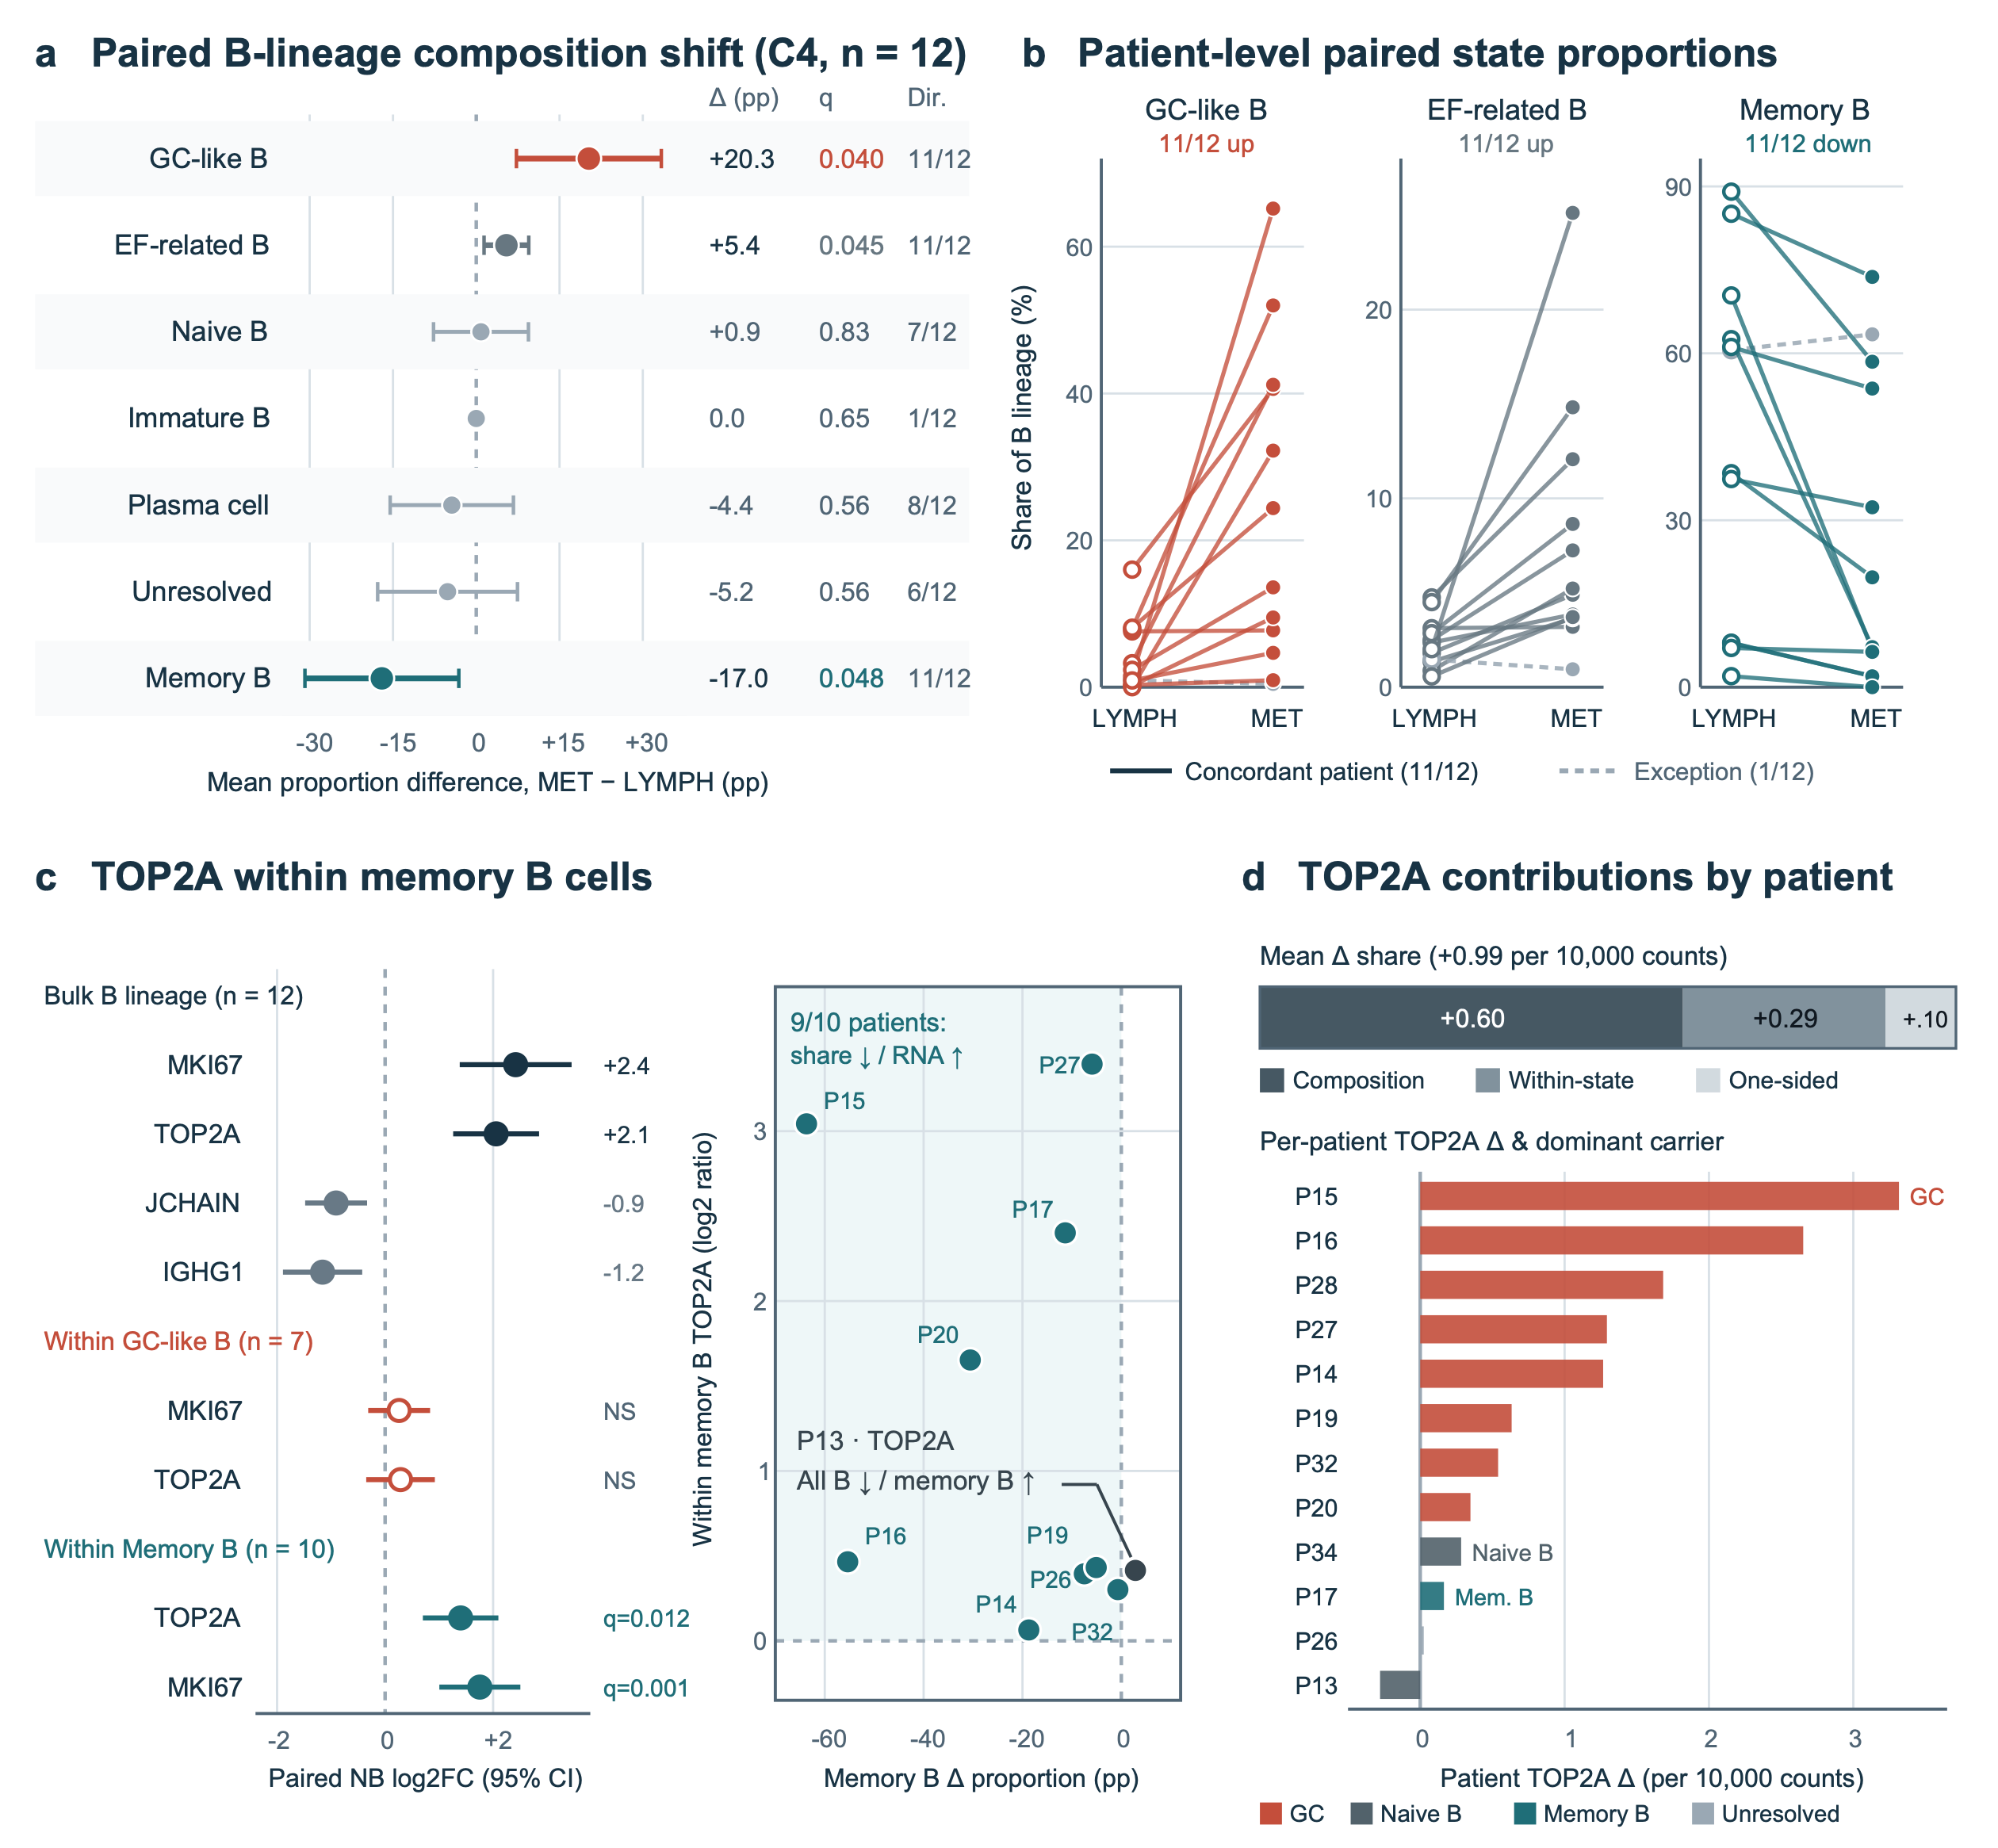 a Paired B-lineage composition shift (C4, n = 12)
Δ (pp) q Dir.
GC-like B +20.3 0.040 11/12
EF-related B +5.4 0.045 11/12
Naive B +0.9 0.83 7/12
Immature B 0.0 0.65 1/12
Plasma cell -4.4 0.56 8/12
Unresolved -5.2 0.56 6/12
Memory B -17.0 0.048 11/12
-30 -15 0 +15 +30
Mean proportion difference, MET − LYMPH (pp)
b Patient-level paired state proportions
GC-like B
11/12 up
EF-related B
11/12 up
Memory B
11/12 down
Share of B lineage (%)
60
40
20
0
LYMPH MET
20
10
0
LYMPH MET
90
60
30
0
LYMPH MET
Concordant patient (11/12) Exception (1/12)
c TOP2A within memory B cells
Bulk B lineage (n = 12)
MKI67 +2.4
TOP2A +2.1
JCHAIN -0.9
IGHG1 -1.2
Within GC-like B (n = 7)
MKI67 NS
TOP2A NS
Within Memory B (n = 10)
TOP2A q=0.012
MKI67 q=0.001
-2 0 +2
Paired NB log2FC (95% CI)
Within memory B TOP2A (log2 ratio)
3
2
1
0
9/10 patients:
share ↓ / RNA ↑
P27
P15
P17
P20
P13 · TOP2A
All B ↓ / memory B ↑
P16
P19
P26
P14
P32
-60 -40 -20 0
Memory B Δ proportion (pp)
d TOP2A contributions by patient
Mean Δ share (+0.99 per 10,000 counts)
+0.60 +0.29 +.10
Composition Within-state One-sided
Per-patient TOP2A Δ & dominant carrier
P15 GC
P16
P28
P27
P14
P19
P32
P20
P34 Naive B
P17 Mem. B
P26
P13
0 1 2 3
Patient TOP2A Δ (per 10,000 counts)
GC Naive B Memory B Unresolved